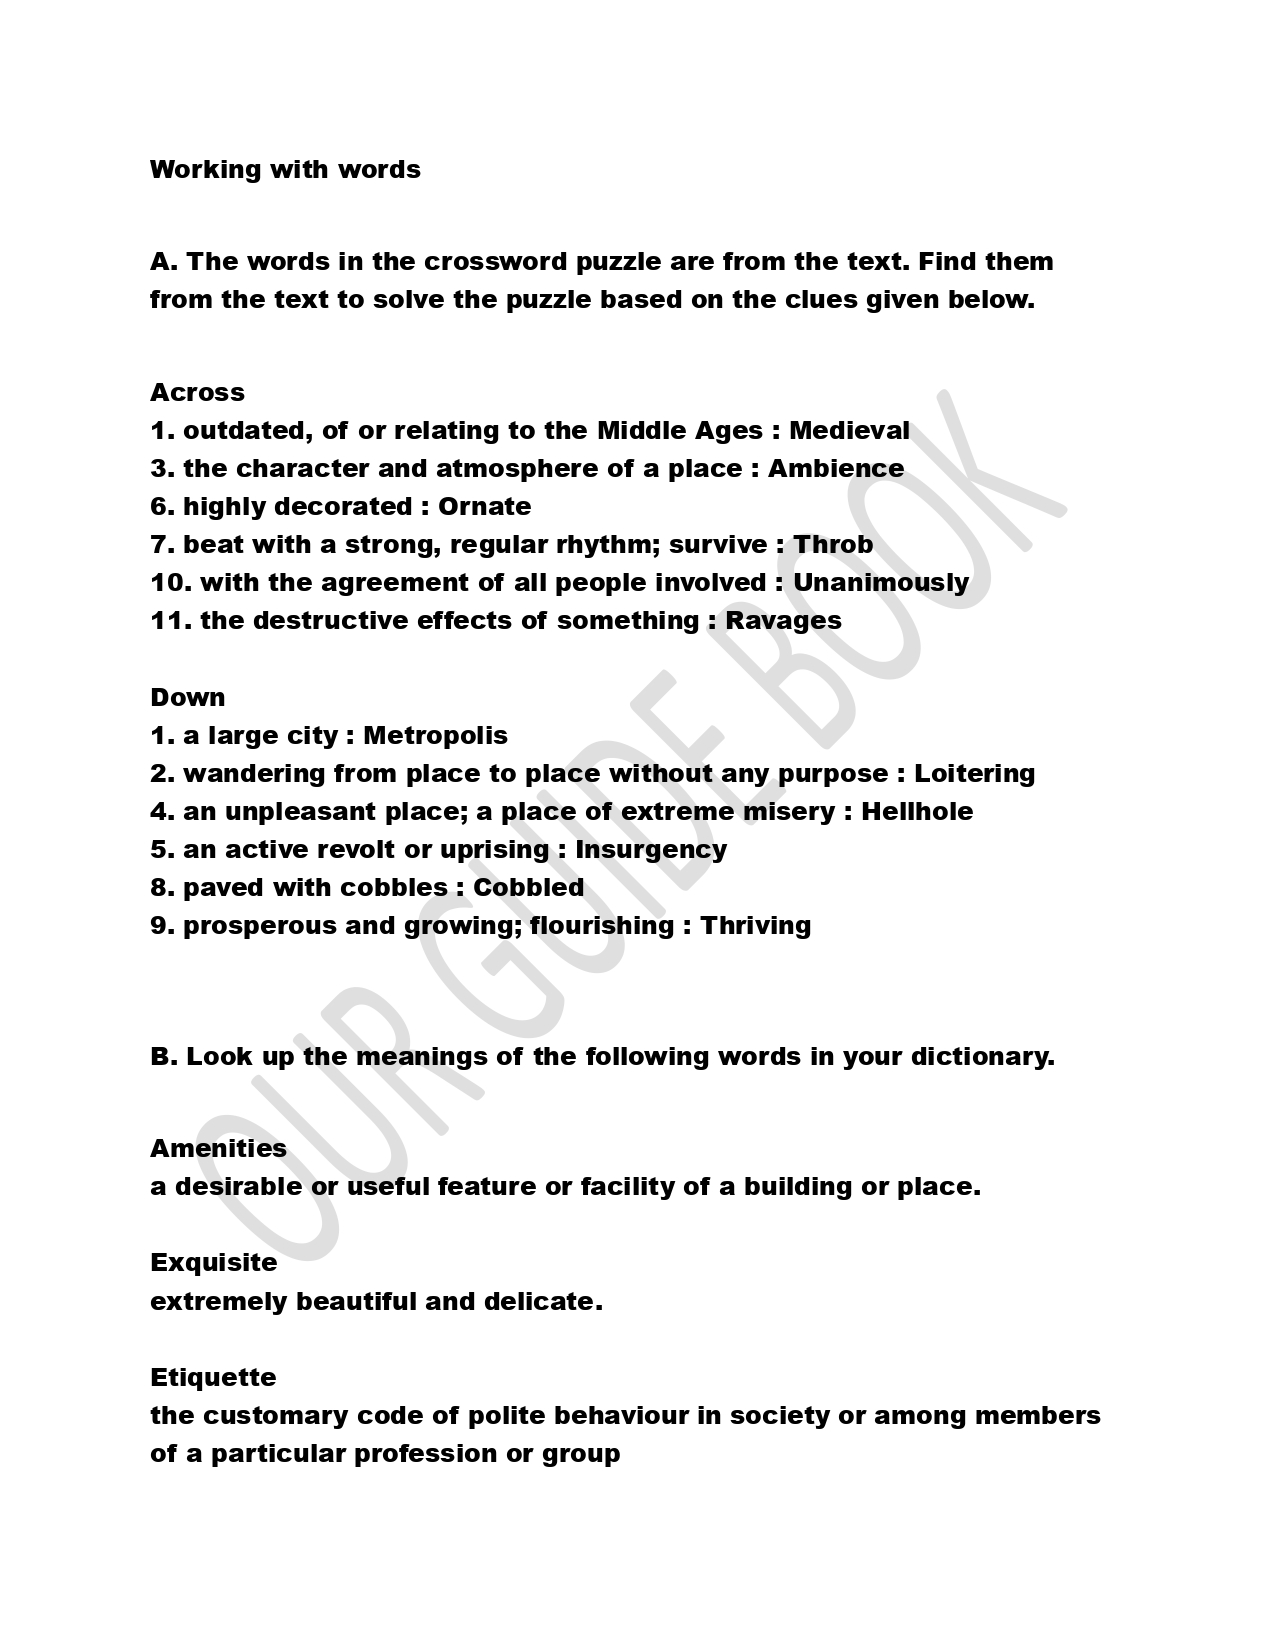 Working with words
A. The words in the crossword puzzle are from the text. Find them
from the text to solve the puzzle based on the clues given below.
Across
1. outdated, of or relating to the Middle Ages : Medieval
3. the character and atmosphere of a place : Ambience
6. highly decorated : Ornate
7. beat with a strong, regular rhythm; survive : Throb
10. with the agreement of all people involved : Unanimously
11. the destructive effects of something : Ravages
Down
1. a large city : Metropolis
2. wandering from place to place without any purpose : Loitering
4. an unpleasant place; a place of extreme misery : Hellhole
5. an active revolt or uprising : Insurgency
8. paved with cobbles : Cobbled
9. prosperous and growing; flourishing : Thriving
B. Look up the meanings of the following words in your dictionary.
Amenities
a desirable or useful feature or facility of a building or place.
Exquisite
extremely beautiful and delicate.
Etiquette
the customary code of polite behaviour in society or among members
of a particular profession or group
OUR GUIDE BOOK